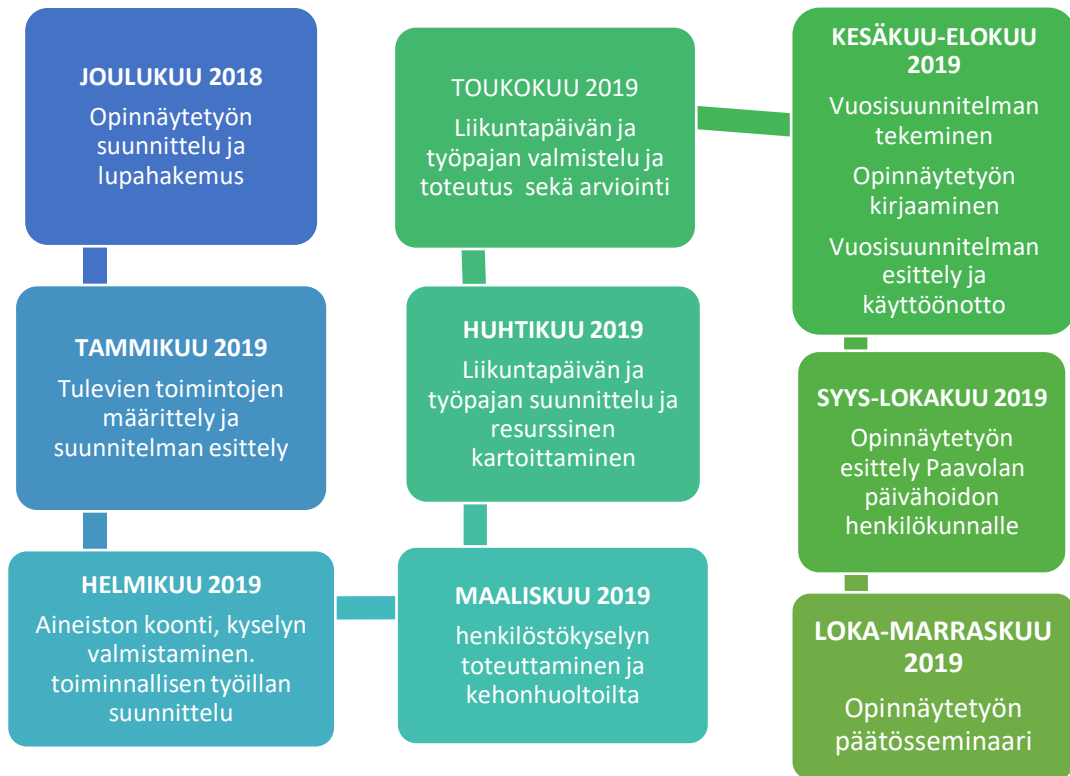 JOULUKUU 2018
Opinnäytetyön
suunnittelu ja
lupahakemus
TAMMIKUU 2019
Tulevien toimintojen
määrittely ja
suunnitelman esittely
HELMIKUU 2019
Aineiston koonti, kyselyn
valmistaminen.
toiminnallisen työillan
suunnittelu
MAALISKUU 2019
henkilöstökyselyn
toteuttaminen ja
kehonhuoltoilta
HUHTIKUU 2019
Liikuntapäivän ja
työpajan suunnittelu ja
resurssinen
kartoittaminen
TOUKOKUU 2019
Liikuntapäivän ja
työpajan valmistelu ja
toteutus sekä arviointi
KESÄKUU-ELOKUU
2019
Vuosisuunnitelman
tekeminen
Opinnäytetyön
kirjaaminen
Vuosisuunnitelman
esittely ja
käyttöönotto
SYYS-LOKAKUU 2019
Opinnäytetyön
esittely Paavolan
päivähoidon
henkilökunnalle
LOKA-MARRASKUU
2019
Opinnäytetyön
päätösseminaari